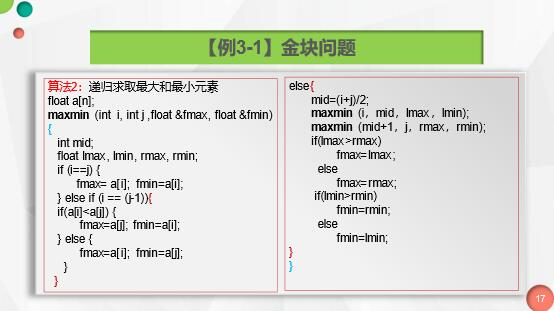 【例3-1】金块问题
算法2：递归求取最大和最小元素
float a[n];
maxmin (int i, int j ,float &fmax, float &fmin)
{
int mid;
float lmax, lmin, rmax, rmin;
if (i==j) {
fmax= a[i]; fmin=a[i];
} else if (i == (j-1)){
if(a[i]<a[j]) {
fmax=a[j]; fmin=a[i];
} else {
fmax=a[i]; fmin=a[j];
}
}
else{
mid=(i+j)/2;
maxmin (i，mid，lmax，lmin);
maxmin (mid+1，j，rmax，rmin);
if(lmax>rmax)
fmax=lmax;
else
fmax=rmax;
if(lmin>rmin)
fmin=rmin;
else
fmin=lmin;
}
}
17